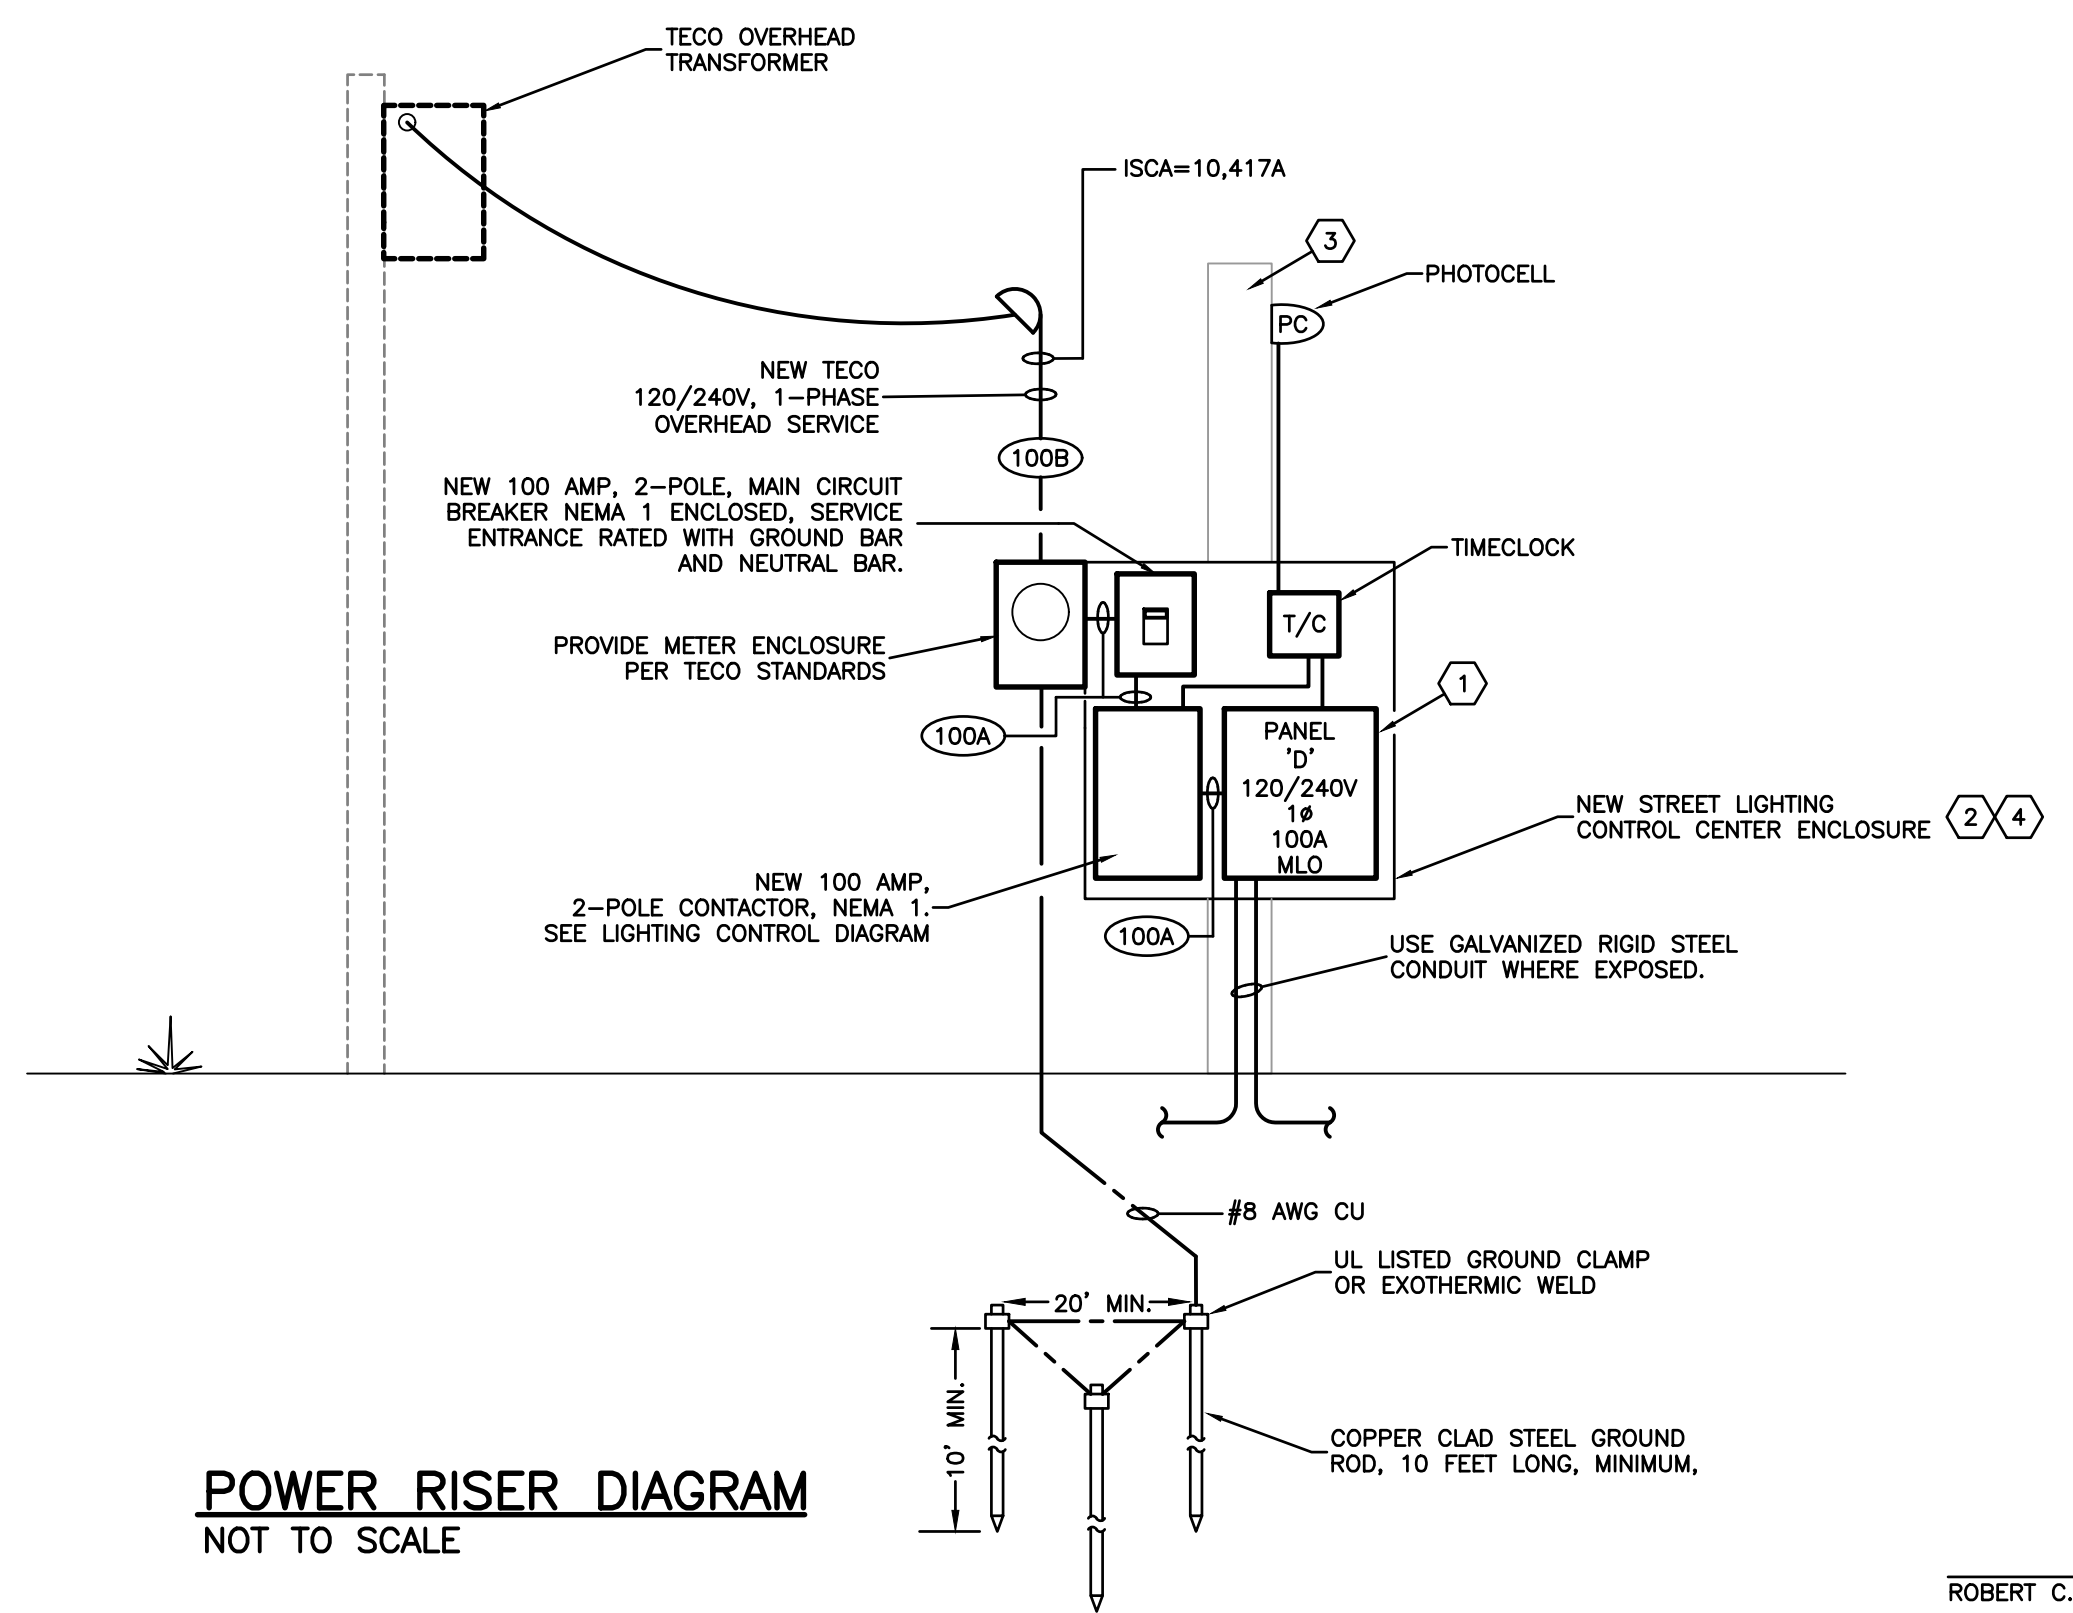 TECO OVERHEAD
TRANSFORMER
ISCA=10,417A
3
PHOTOCELL
PC
NEW TECO
120/240V, 1-PHASE
OVERHEAD SERVICE
100B
NEW 100 AMP, 2-POLE, MAIN CIRCUIT
BREAKER NEMA 1 ENCLOSED, SERVICE
ENTRANCE RATED WITH GROUND BAR
AND NEUTRAL BAR.
TIMECLOCK
T/C
PROVIDE METER ENCLOSURE
PER TECO STANDARDS
1
100A
PANEL
'D'
120/240V
1ø
100A
MLO
NEW STREET LIGHTING
CONTROL CENTER ENCLOSURE
2 4
NEW 100 AMP,
2-POLE CONTACTOR, NEMA 1.
SEE LIGHTING CONTROL DIAGRAM
100A
USE GALVANIZED RIGID STEEL
CONDUIT WHERE EXPOSED.
#8 AWG CU
UL LISTED GROUND CLAMP
OR EXOTHERMIC WELD
20' MIN.
10' MIN.
COPPER CLAD STEEL GROUND
ROD, 10 FEET LONG, MINIMUM,
POWER RISER DIAGRAM
NOT TO SCALE
ROBERT C.